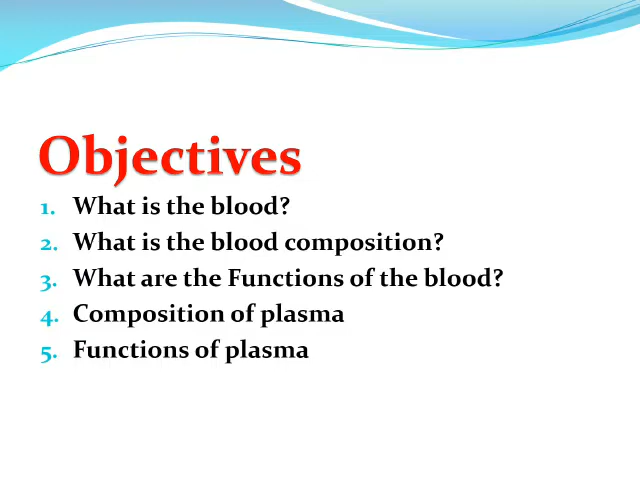 Objectives
1. What is the blood?
2. What is the blood composition?
3. What are the Functions of the blood?
4. Composition of plasma
5. Functions of plasma